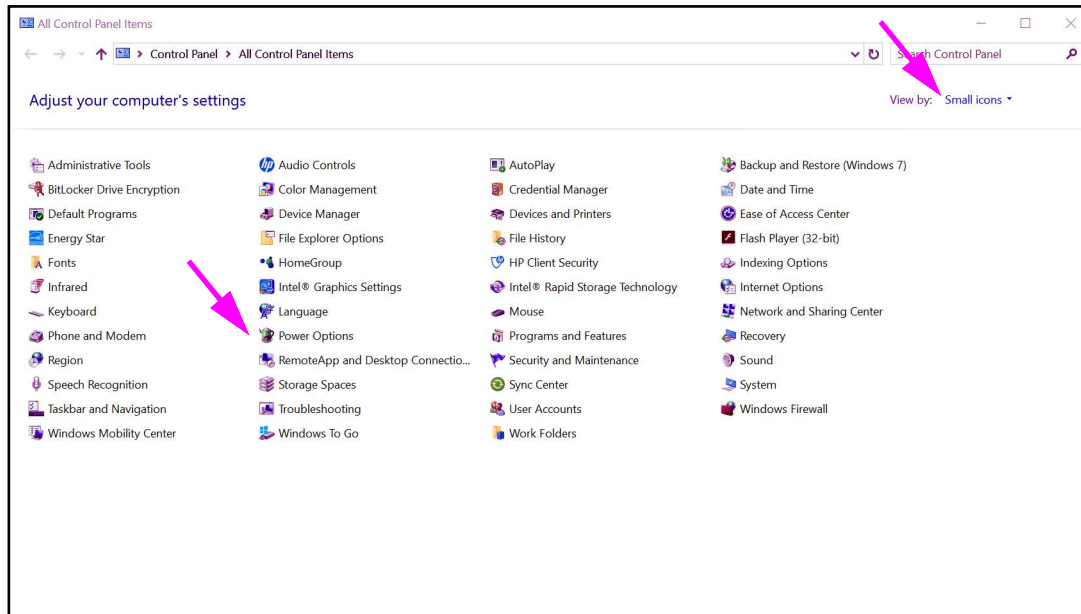 All Control Panel Items
Control Panel > All Control Panel Items
Search Control Panel
Adjust your computer's settings
View by: Small icons
Administrative Tools Audio Controls AutoPlay Backup and Restore (Windows 7)
BitLocker Drive Encryption Color Management Credential Manager Date and Time
Default Programs Device Manager Devices and Printers Ease of Access Center
Energy Star File Explorer Options File History Flash Player (32-bit)
Fonts HomeGroup HP Client Security Indexing Options
Infrared Intel® Graphics Settings Intel® Rapid Storage Technology Internet Options
Keyboard Language Mouse Network and Sharing Center
Phone and Modem Power Options Programs and Features Recovery
Region RemoteApp and Desktop Connectio... Security and Maintenance Sound
Speech Recognition Storage Spaces Sync Center System
Taskbar and Navigation Troubleshooting User Accounts Windows Firewall
Windows Mobility Center Windows To Go Work Folders